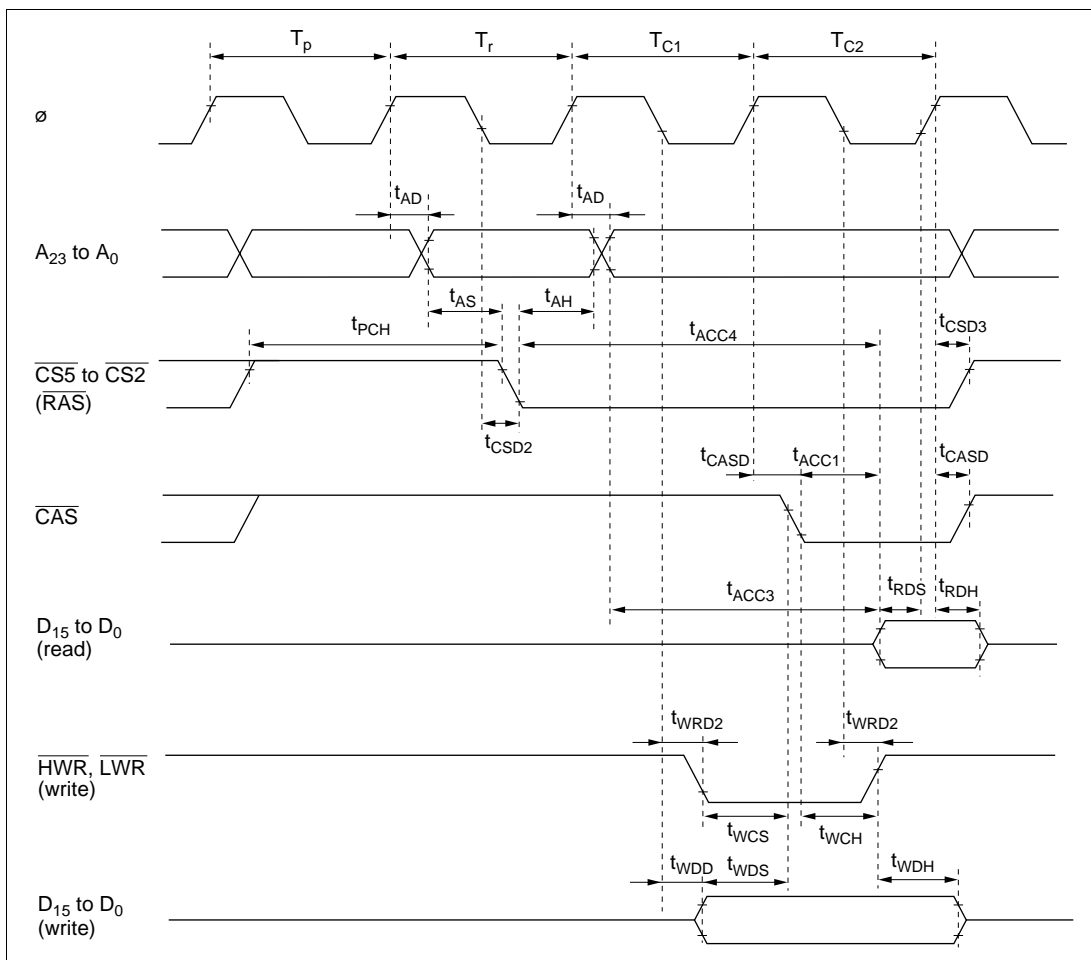 Tp Tr TC1 TC2
ø
tAD tAD
A23 to A0
tAS tAH
tPCH tACC4 tCSD3
CS5 to CS2
(RAS)
tCSD2
tCASD tACC1 tCASD
CAS
tACC3 tRDS tRDH
D15 to D0
(read)
tWRD2 tWRD2
HWR, LWR
(write)
tWCS tWCH
tWDD tWDS tWDH
D15 to D0
(write)